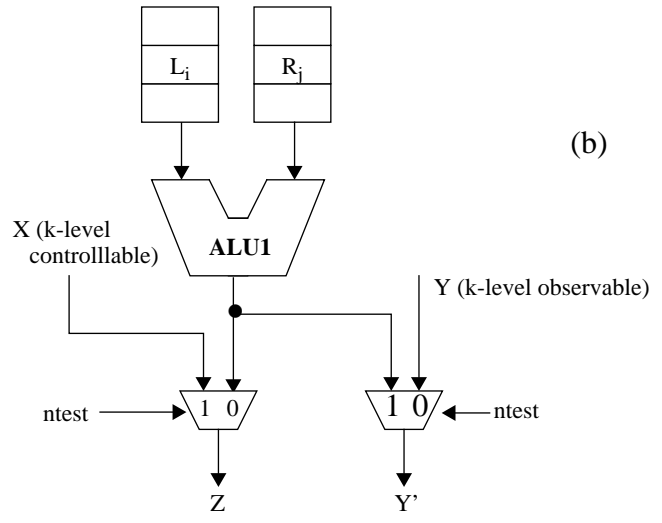 Li Rj
(b)
X (k-level
controlllable)
ALU1
Y (k-level observable)
ntest
1 0
1 0
ntest
Z
Y’